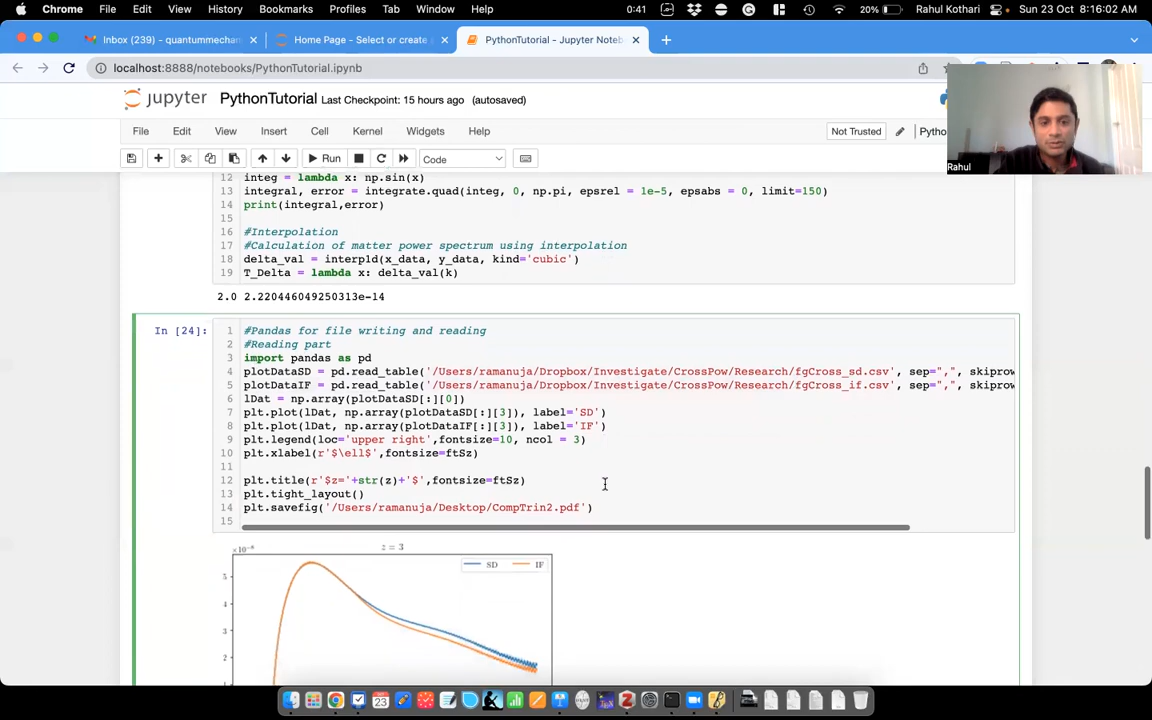 Chrome File Edit View History Bookmarks Profiles Tab Window Help 0:41 20% Rahul Kothari Sun 23 Oct 8:16:02 AM
Inbox (239) - quantummechan Home Page - Select or create PythonTutorial - Jupyter Noteb
localhost:8888/notebooks/PythonTutorial.ipynb
jupyter PythonTutorial Last Checkpoint: 15 hours ago (autosaved)
File Edit View Insert Cell Kernel Widgets Help Not Trusted Pytho
Rahul
Run Code
12 integ = lambda x: np.sin(x)
13 integral, error = integrate.quad(integ, 0, np.pi, epsrel = 1e-5, epsabs = 0, limit=150)
14 print(integral,error)
15
16 #Interpolation
17 #Calculation of matter power spectrum using interpolation
18 delta_val = interp1d(x_data, y_data, kind='cubic')
19 T_Delta = lambda x: delta_val(k)
2.0 2.220446049250313e-14
In [24]: 1 #Pandas for file writing and reading
2 #Reading part
3 import pandas as pd
4 plotDataSD = pd.read_table('/Users/ramanuja/Dropbox/Investigate/CrossPow/Research/fgCross_sd.csv', sep=",", skiprow
5 plotDataIF = pd.read_table('/Users/ramanuja/Dropbox/Investigate/CrossPow/Research/fgCross_if.csv', sep=",", skiprow
6 lDat = np.array(plotDataSD[:][0])
7 plt.plot(lDat, np.array(plotDataSD[:][3]), label='SD')
8 plt.plot(lDat, np.array(plotDataIF[:][3]), label='IF')
9 plt.legend(loc='upper right',fontsize=10, ncol = 3)
10 plt.xlabel(r'$\ell$',fontsize=ftSz)
11
12 plt.title(r'$z='+str(z)+'$',fontsize=ftSz)
13 plt.tight_layout()
14 plt.savefig('/Users/ramanuja/Desktop/CompTrin2.pdf')
15
z = 3
SD IF
5
4
3
2
23